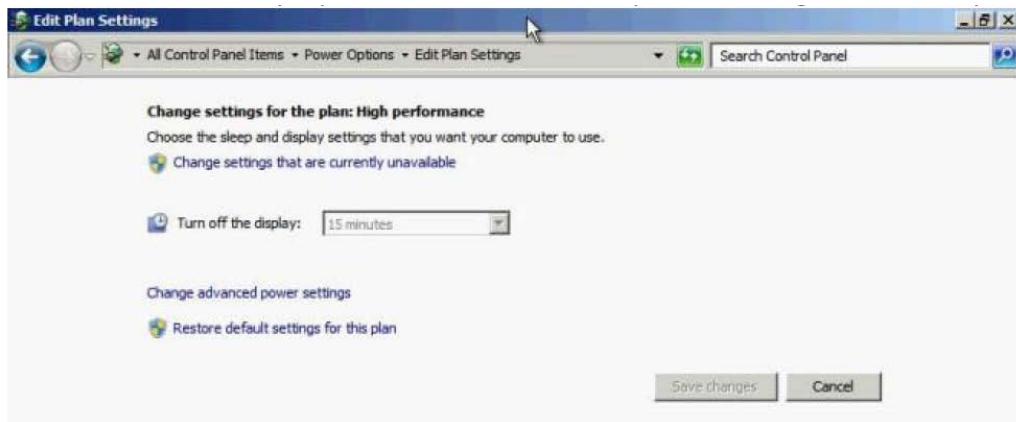 Edit Plan Settings
All Control Panel Items • Power Options • Edit Plan Settings
Search Control Panel
Change settings for the plan: High performance
Choose the sleep and display settings that you want your computer to use.
Change settings that are currently unavailable
Turn off the display: 15 minutes
Change advanced power settings
Restore default settings for this plan
Save changes Cancel